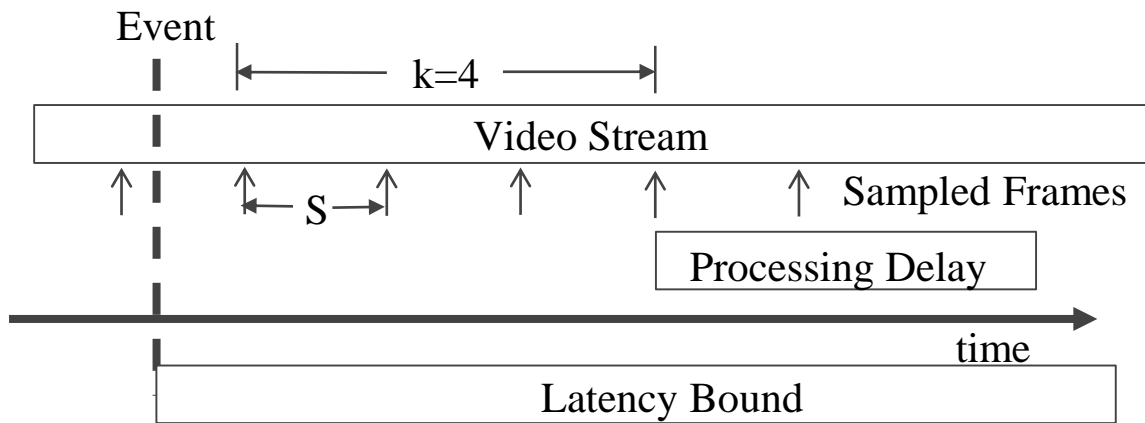 Event
k=4
Video Stream
S
Sampled Frames
Processing Delay
time
Latency Bound